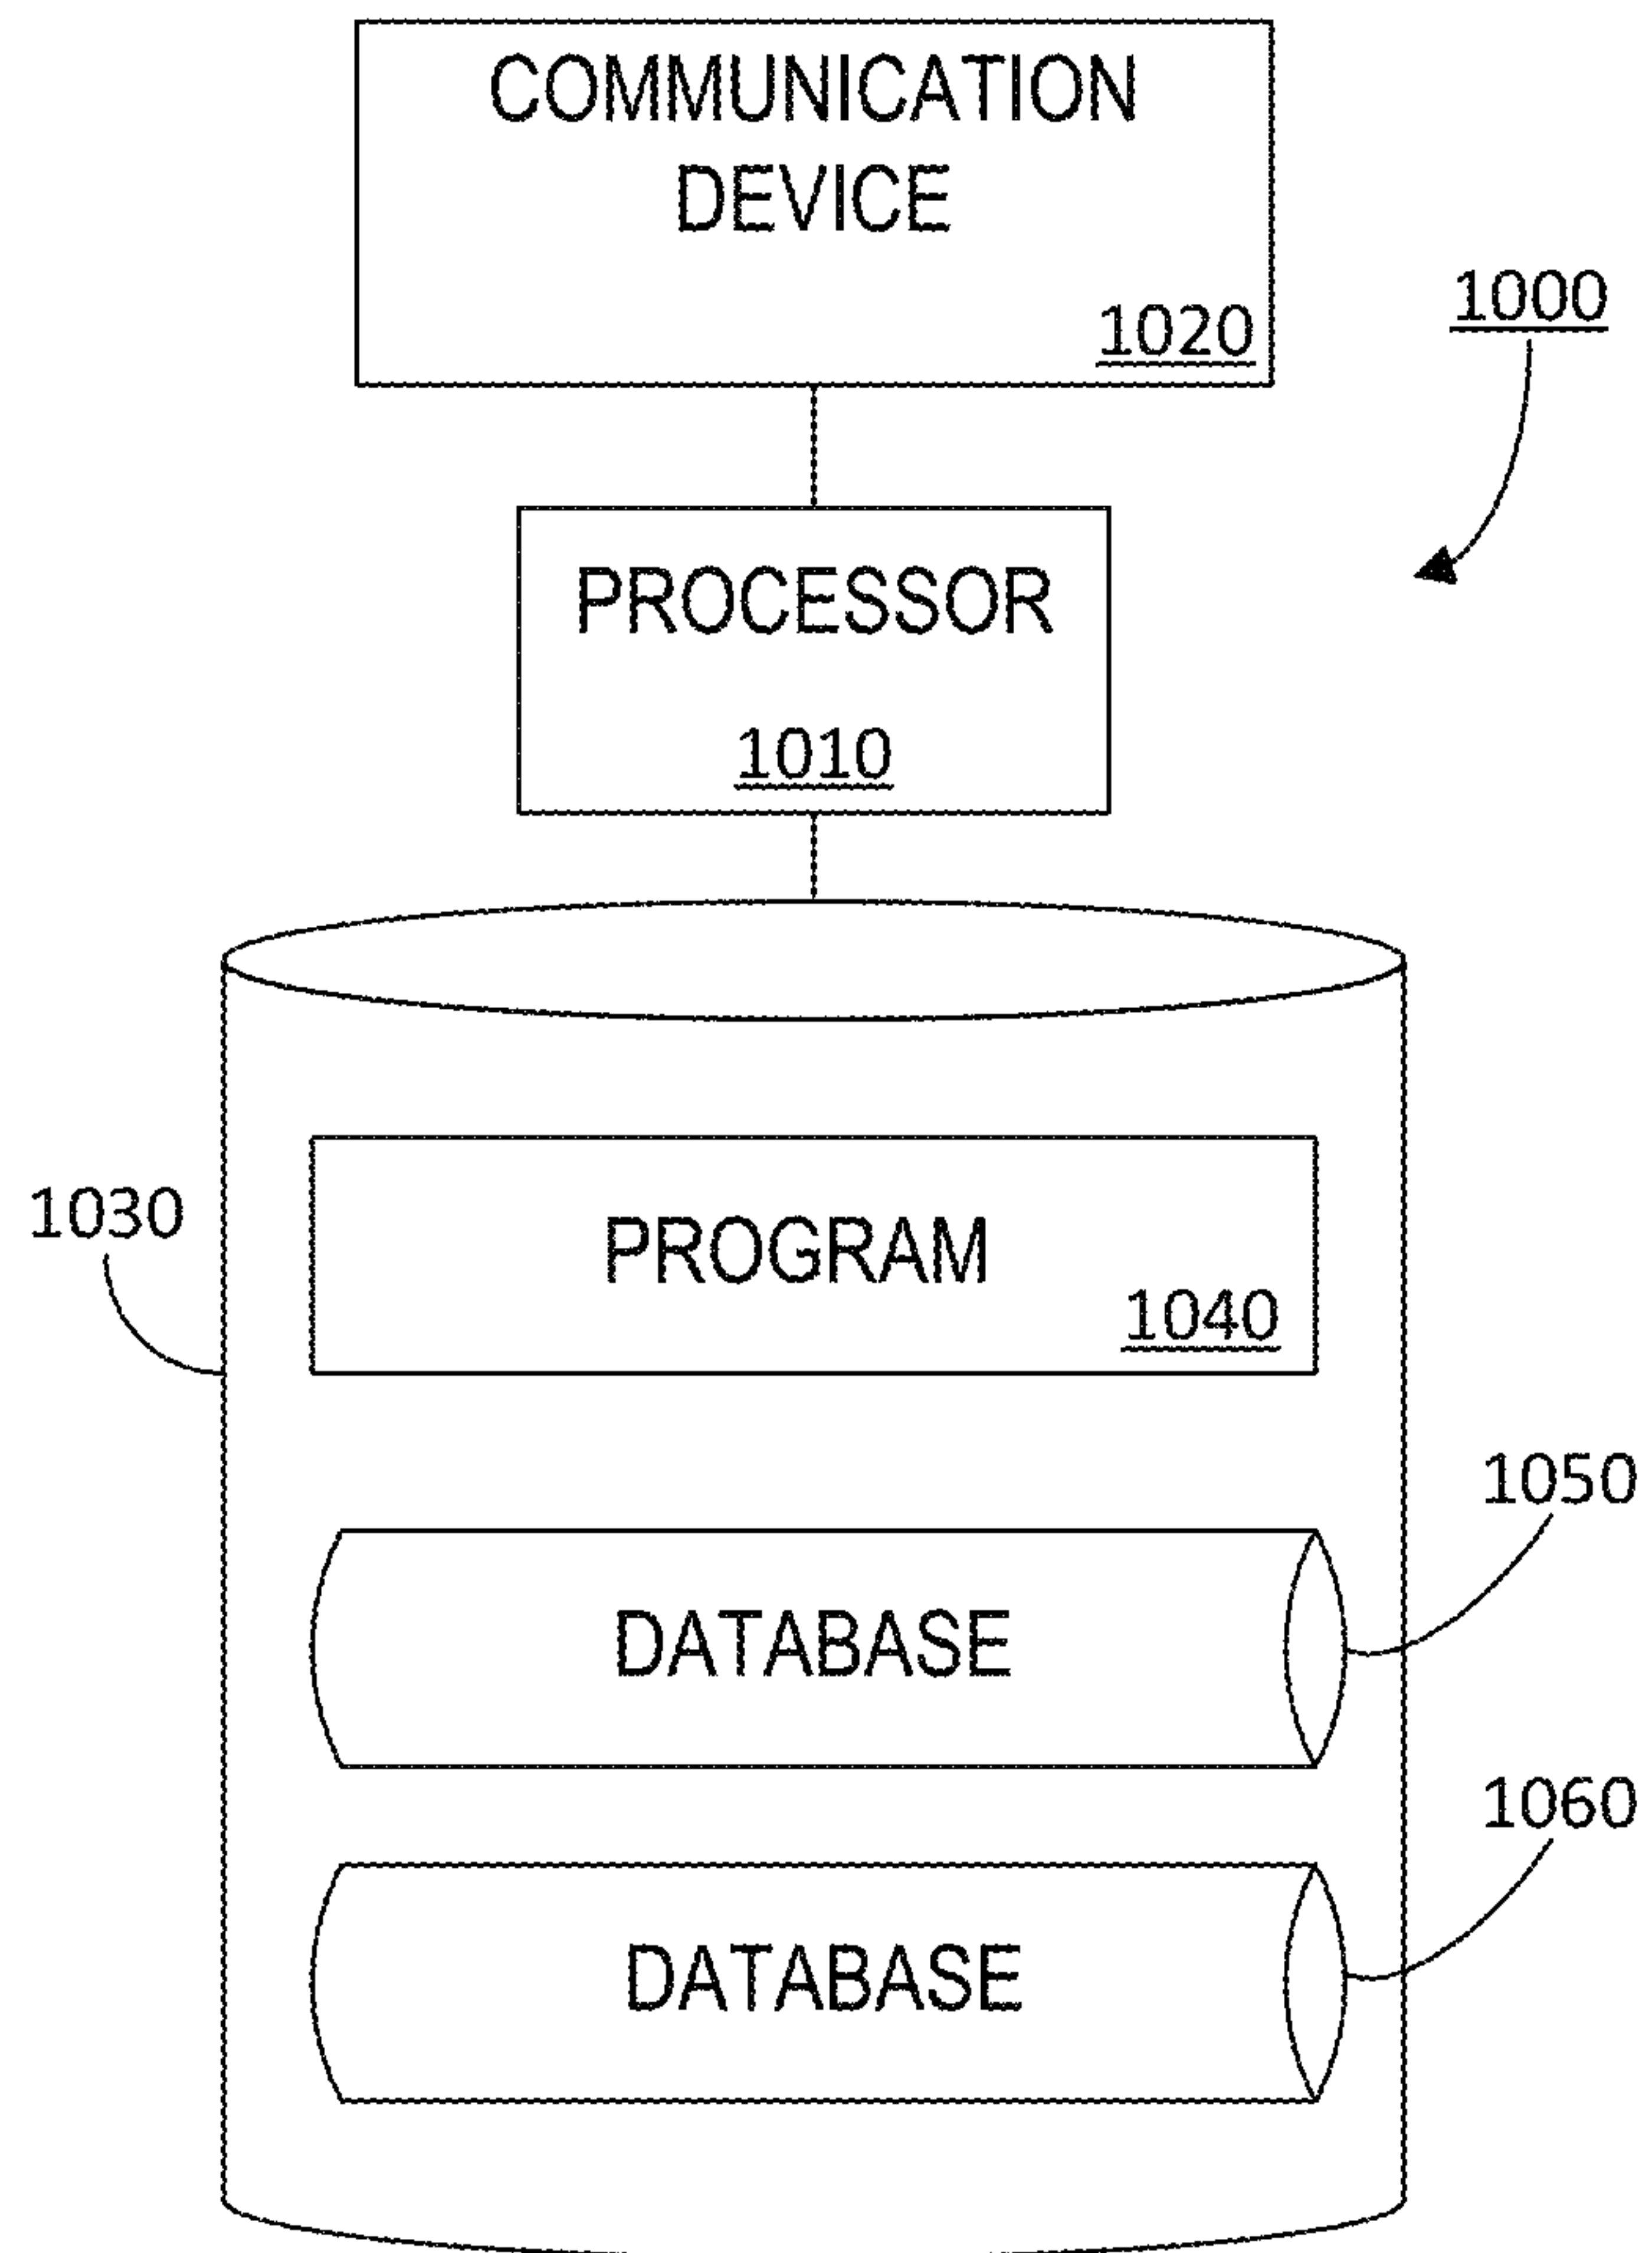 COMMUNICATION
DEVICE
1020
1000
PROCESSOR
1010
1030
PROGRAM
1040
1050
DATABASE
1060
DATABASE